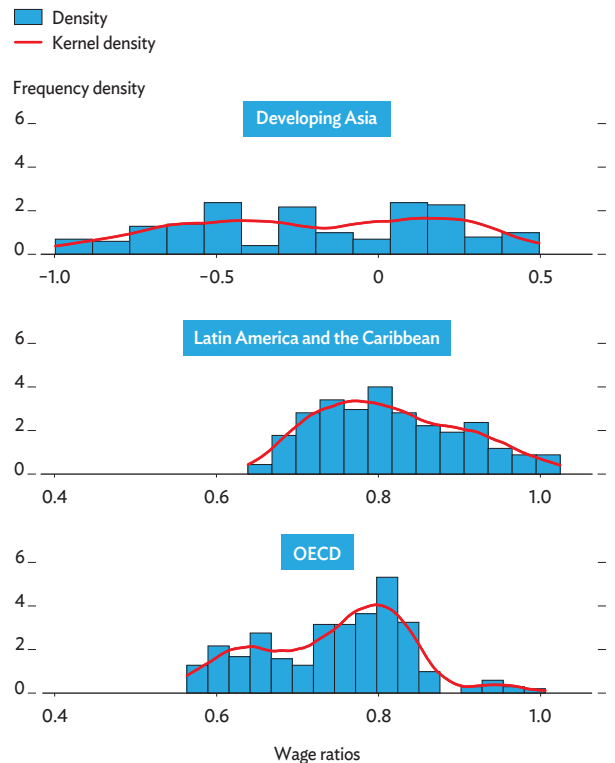 Density
Kernel density
Frequency density
Developing Asia
6
4
2
0
–1.0 –0.5 0 0.5
Latin America and the Caribbean
6
4
2
0
0.4 0.6 0.8 1.0
OECD
6
4
2
0
0.4 0.6 0.8 1.0
Wage ratios